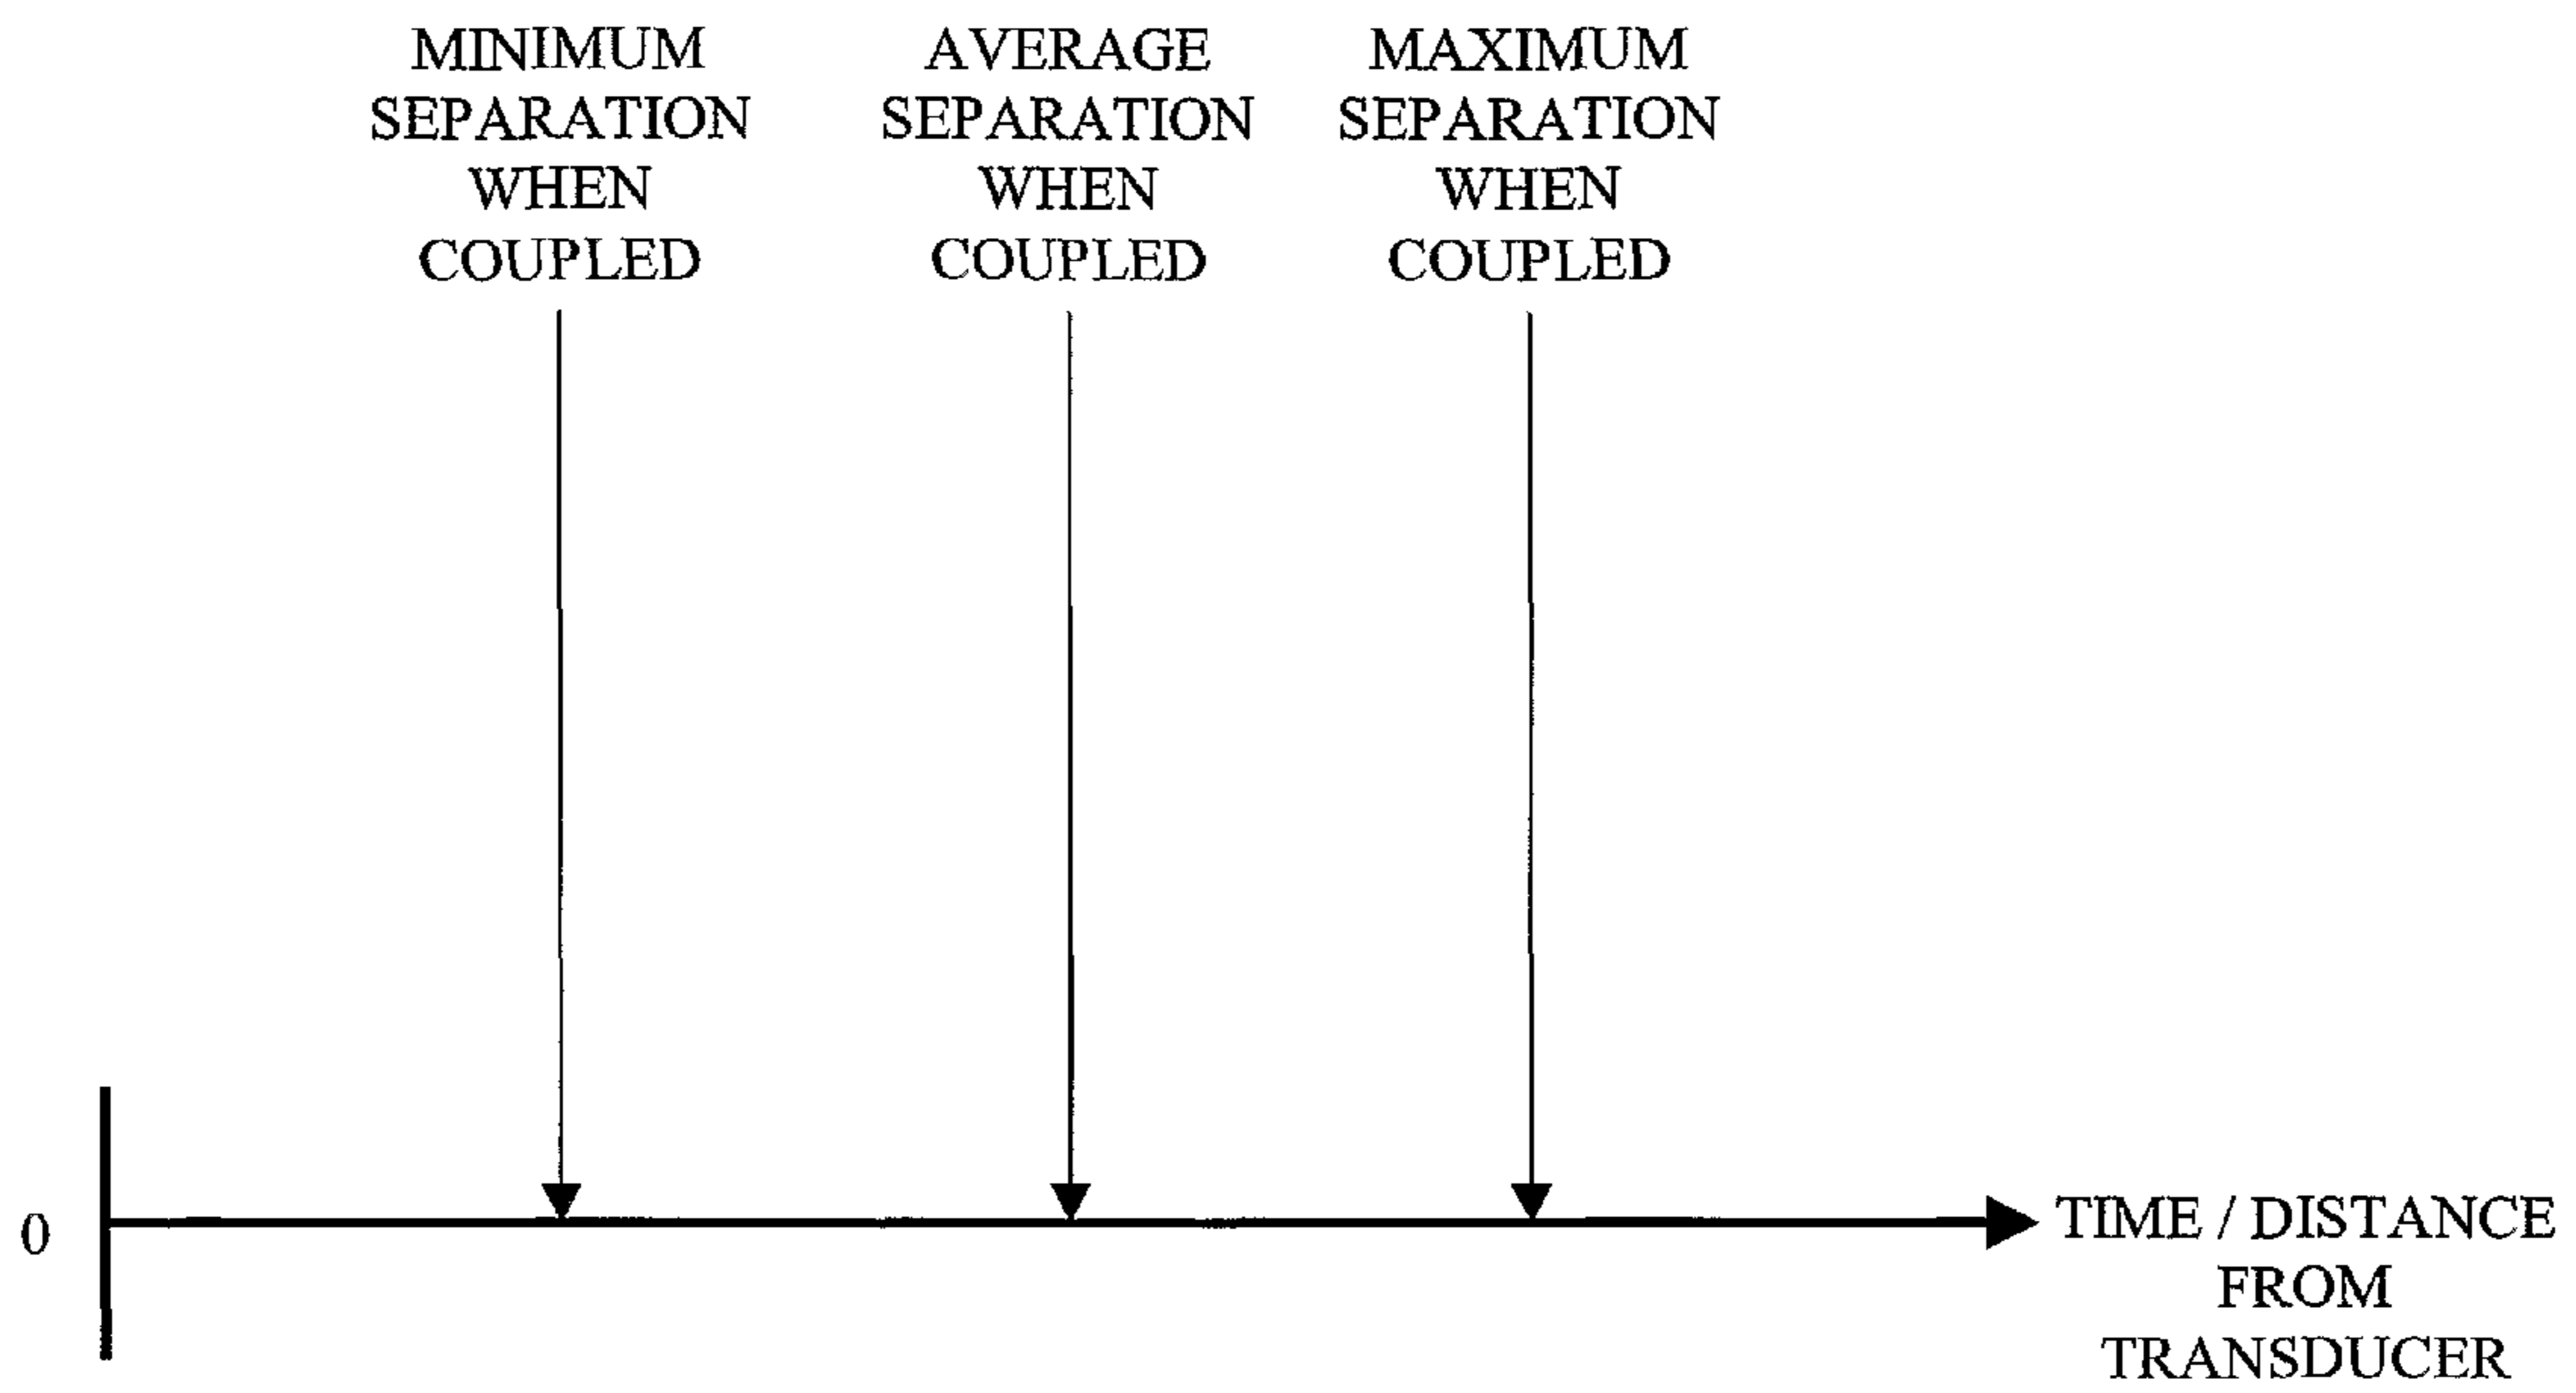 MINIMUM
SEPARATION
WHEN
COUPLED
AVERAGE
SEPARATION
WHEN
COUPLED
MAXIMUM
SEPARATION
WHEN
COUPLED
0
TIME / DISTANCE
FROM
TRANSDUCER